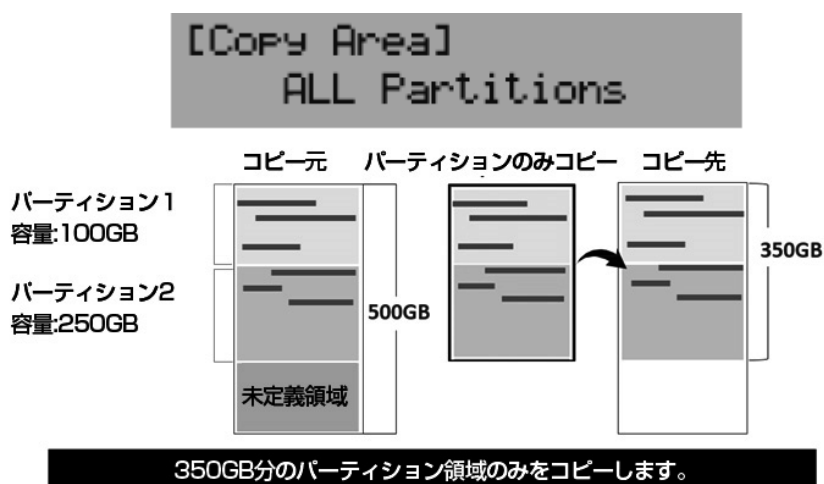 [Copy Area]
ALL Partitions
コピー元
パーティションのみコピー
コピー先
パーティション1
容量:100GB
パーティション2
容量:250GB
500GB
350GB
未定義領域
350GB分のパーティション領域のみをコピーします。